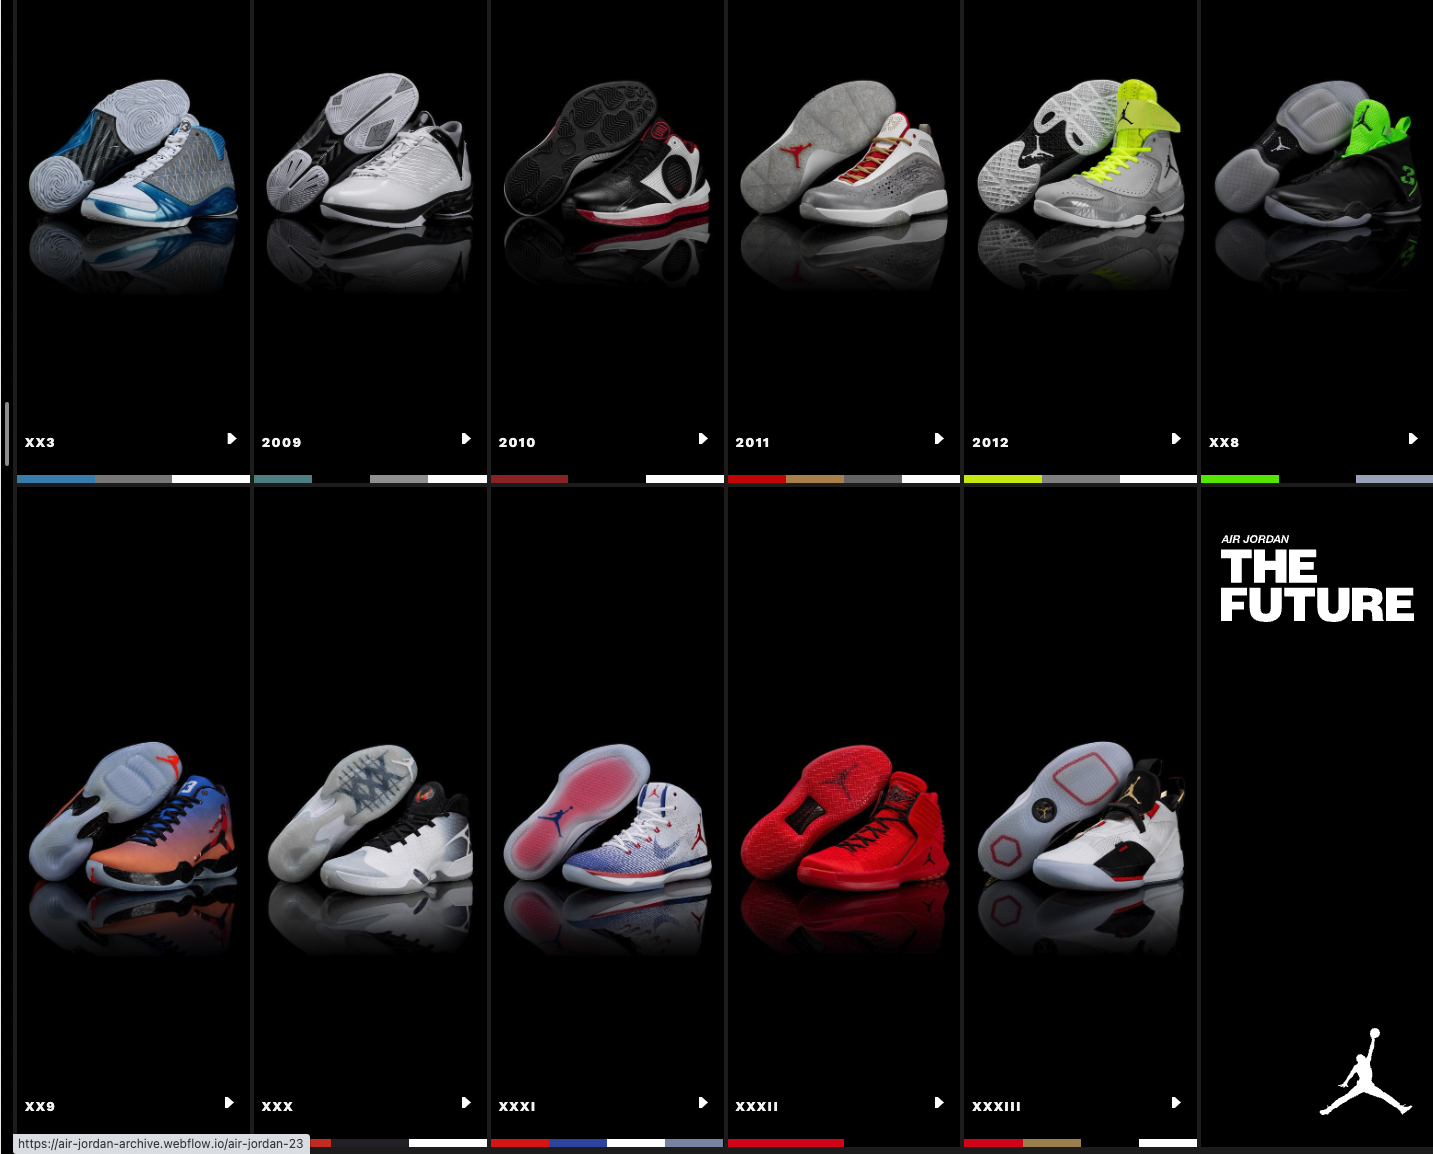 XX3
2009
2010
2011
2012
XX8
AIR JORDAN
THE
FUTURE
XX9
XXX
XXXI
XXXII
XXXIII
https://air-jordan-archive.webflow.io/air-jordan-23